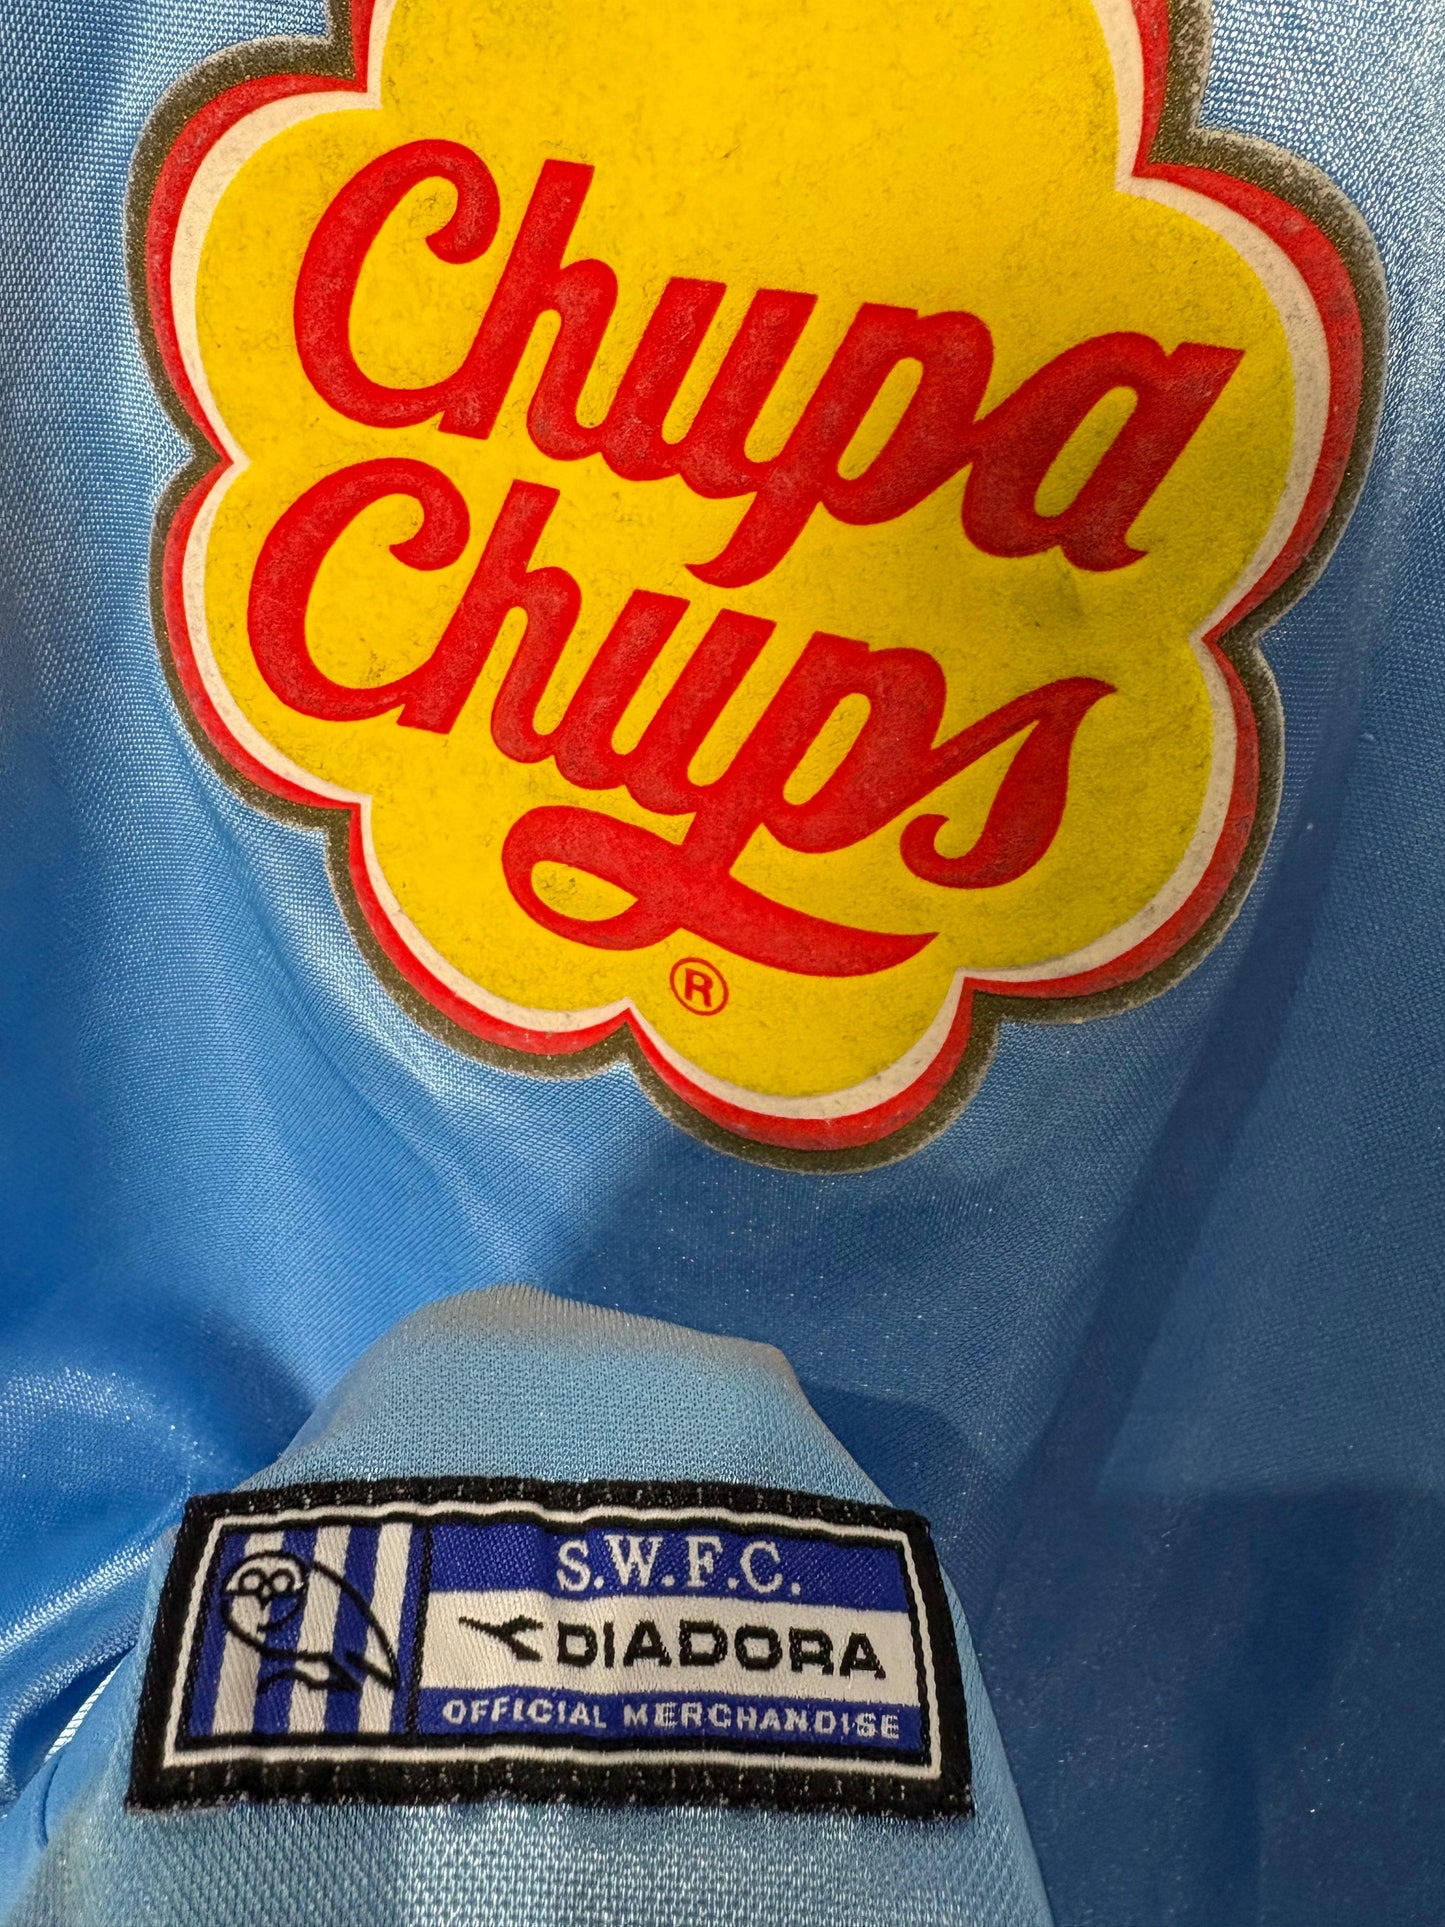 Chupa
Chups
®
S.W.F.C.
DIADORA
OFFICIAL MERCHANDISE